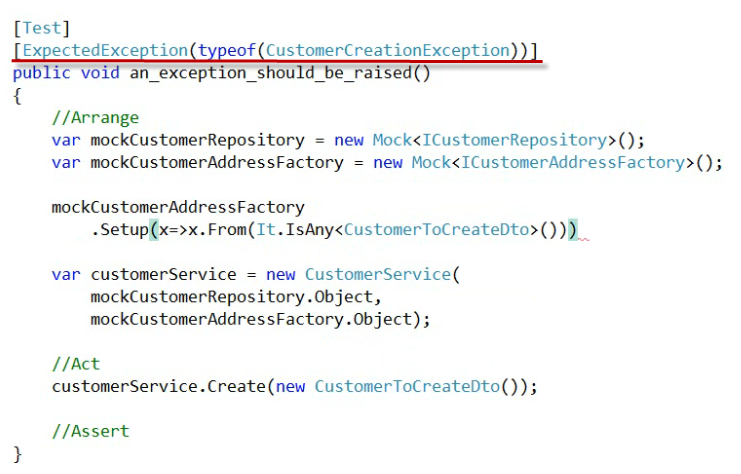 [Test]
[ExpectedException(typeof(CustomerCreationException))]
public void an_exception_should_be_raised()
{
    //Arrange
    var mockCustomerRepository = new Mock<ICustomerRepository>();
    var mockCustomerAddressFactory = new Mock<ICustomerAddressFactory>();

    mockCustomerAddressFactory
        .Setup(x=>x.From(It.IsAny<CustomerToCreateDto>()))

    var customerService = new CustomerService(
        mockCustomerRepository.Object,
        mockCustomerAddressFactory.Object);

    //Act
    customerService.Create(new CustomerToCreateDto());

    //Assert
}